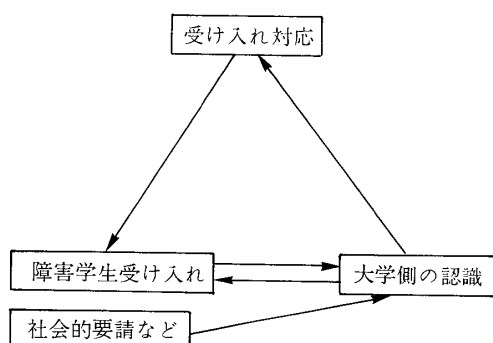 受け入れ対応
障害学生受け入れ
大学側の認識
社会的要請など